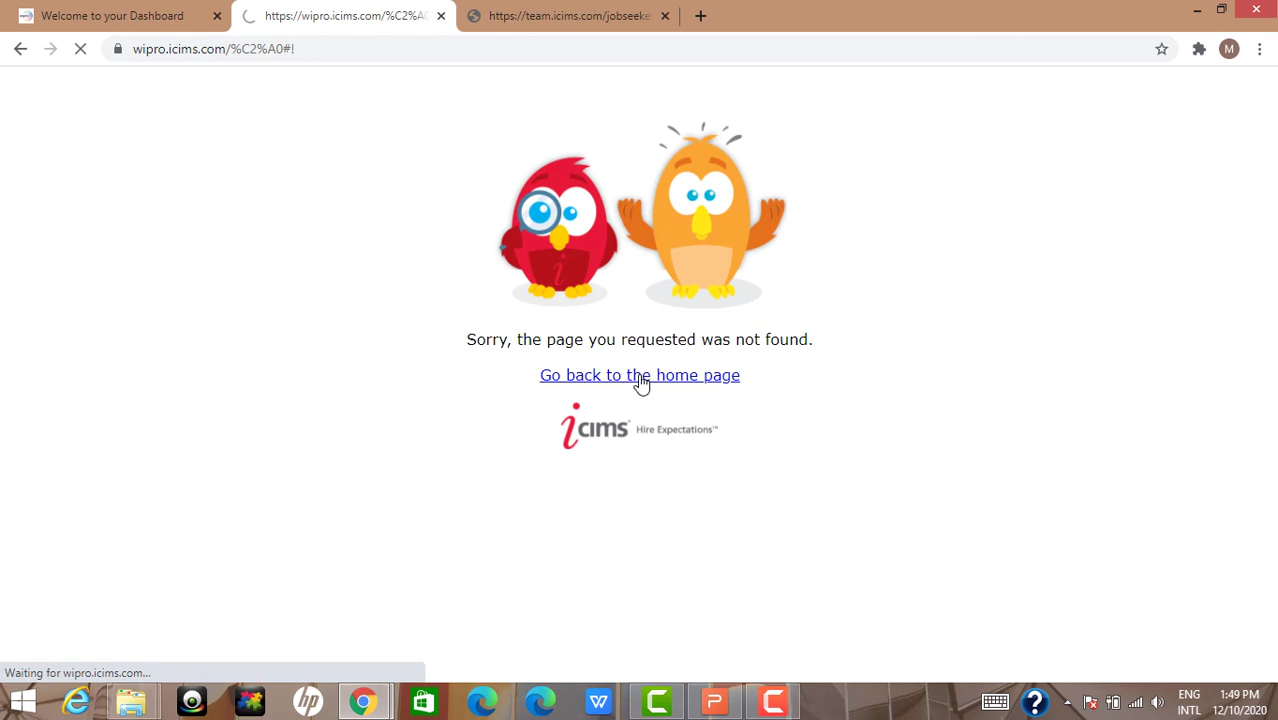 Welcome to your Dashboard
https://wipro.icims.com/%C2%AC
https://team.icims.com/jobseeke
wipro.icims.com/%C2%A0#!
M
i
Sorry, the page you requested was not found.
Go back to the home page
iCIMS Hire Expectations™
Waiting for wipro.icims.com...
ENG
INTL
1:49 PM
12/10/2020